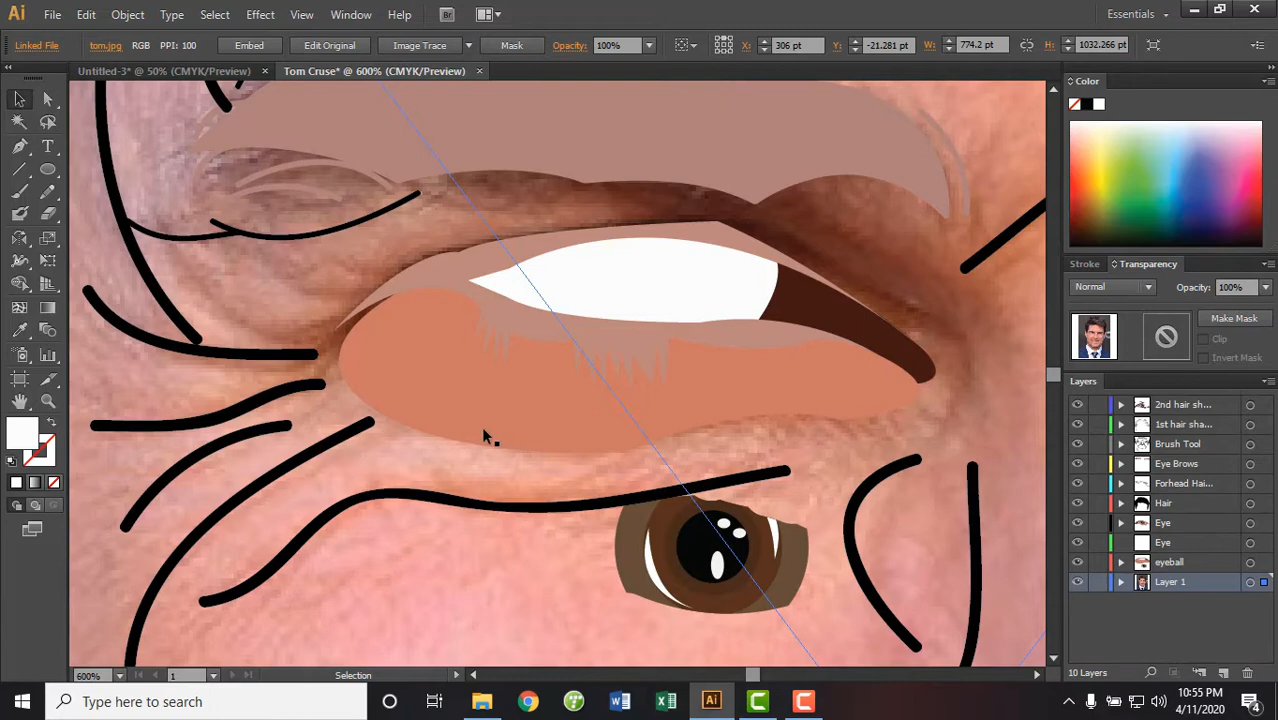 Ai File Edit Object Type Select Effect View Window Help Br Essentials
Linked File tom.jpg RGB PPI: 100 Embed Edit Original Image Trace Mask Opacity: 100% X: 306 pt Y: -21.281 pt W: 774.2 pt H: 1032.266 pt
Untitled-3* @ 50% (CMYK/Preview) × Tom Cruse* @ 600% (CMYK/Preview) ×
Color
Stroke Transparency
Normal Opacity: 100%
Make Mask
Clip
Invert Mask
Layers
2nd hair sh...
1st hair sha...
Brush Tool
Eye Brows
Forhead Hai...
Hair
Eye
Eye
eyeball
Layer 1
10 Layers
600% 1 Selection
Type here to search
10:55 PM
4/11/2020
4